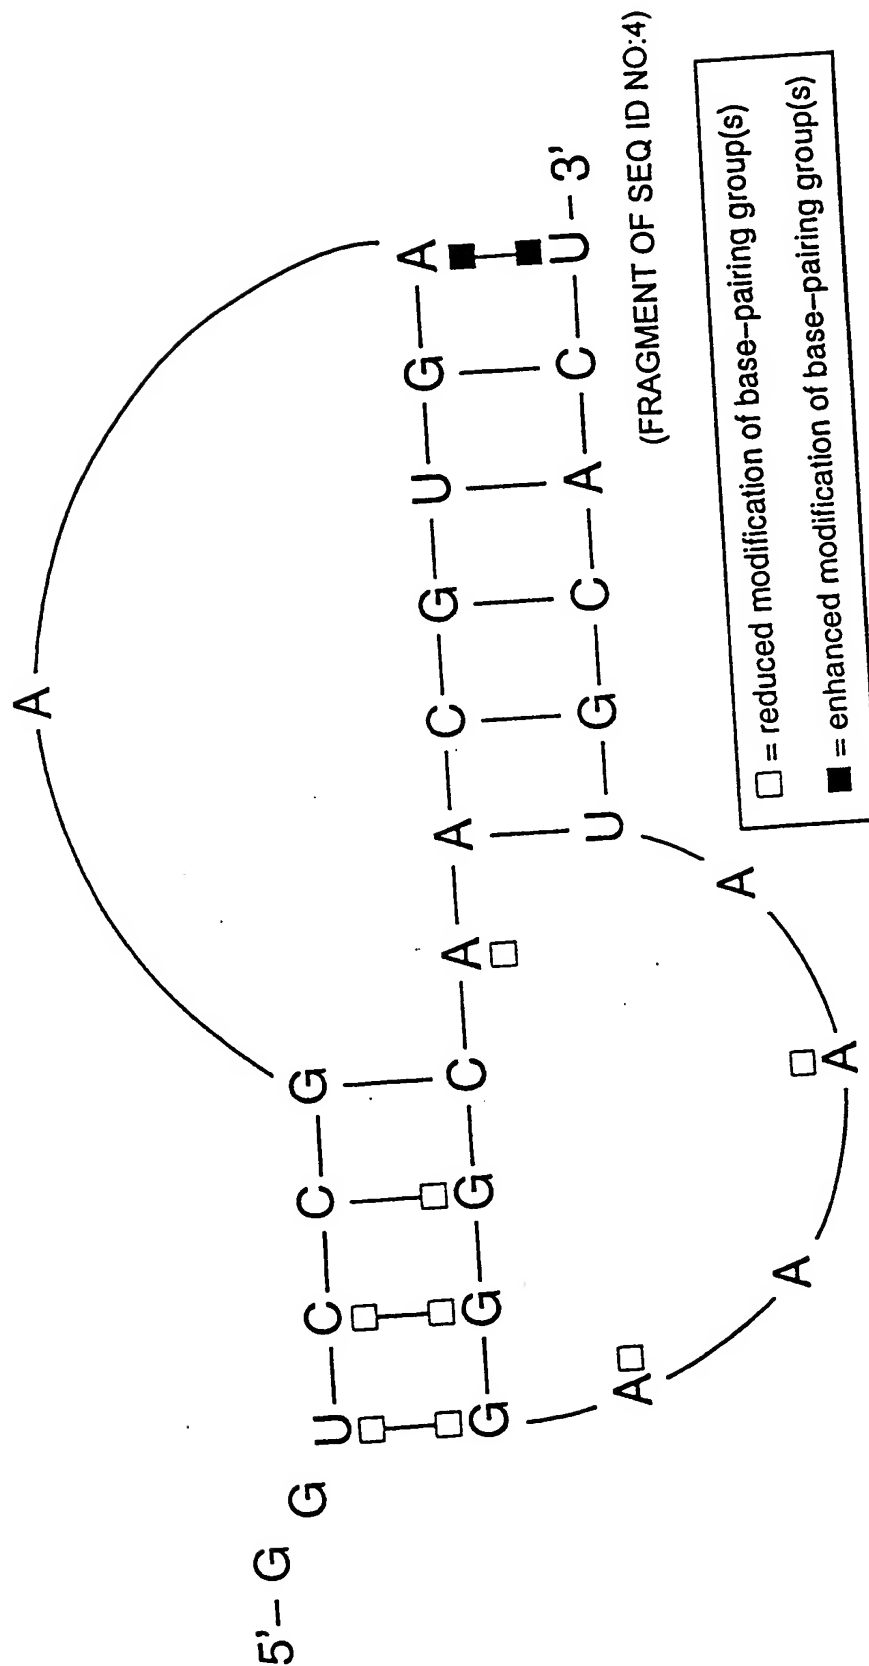 A
5'–G G U–C–C–G
G–G–G–C–A–A–C–G–U–G–A
U–G–C–A–C–U–3'
A A A A
(FRAGMENT OF SEQ ID NO:4)
□ = reduced modification of base–pairing group(s)
■ = enhanced modification of base–pairing group(s)